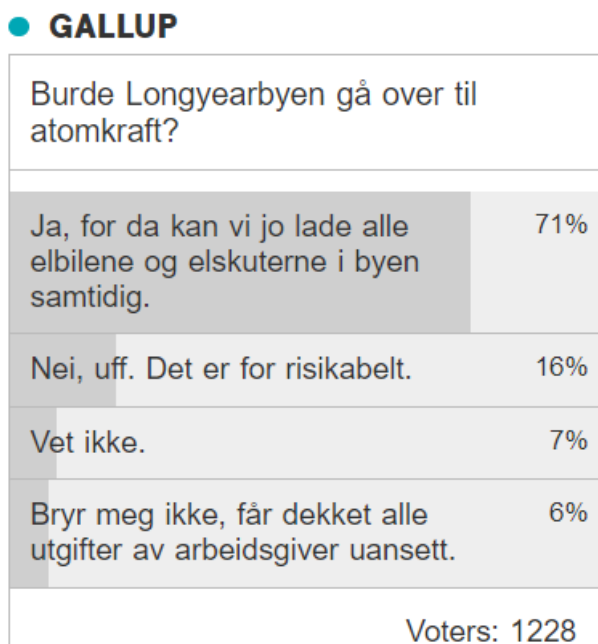 GALLUP
Burde Longyearbyen gå over til
atomkraft?
Ja, for da kan vi jo lade alle
elbilene og elskuterne i byen
samtidig.
71%
Nei, uff. Det er for risikabelt.
16%
Vet ikke.
7%
Bryr meg ikke, får dekket alle
utgifter av arbeidsgiver uansett.
6%
Voters: 1228